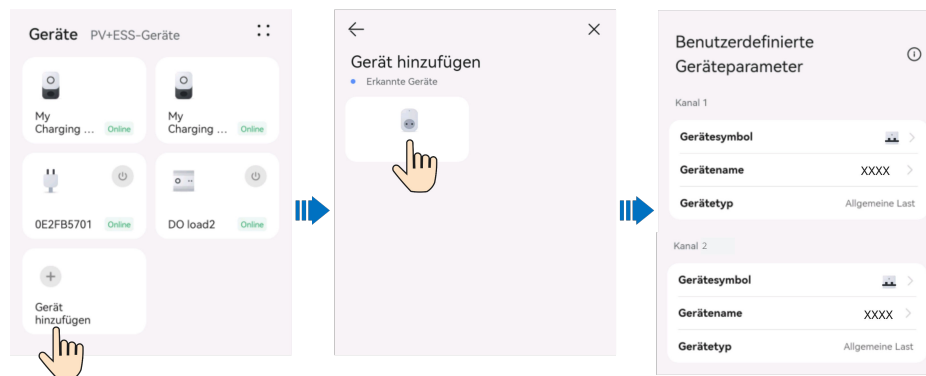 Geräte PV+ESS-Geräte
My
Charging ... Online
My
Charging ... Online
0E2FB5701 Online
DO load2 Online
Gerät
hinzufügen
Gerät hinzufügen
Erkannte Geräte
Benutzerdefinierte
Geräteparameter
Kanal 1
Gerätesymbol
Gerätename XXXX
Gerätetyp Allgemeine Last
Kanal 2
Gerätesymbol
Gerätename XXXX
Gerätetyp Allgemeine Last